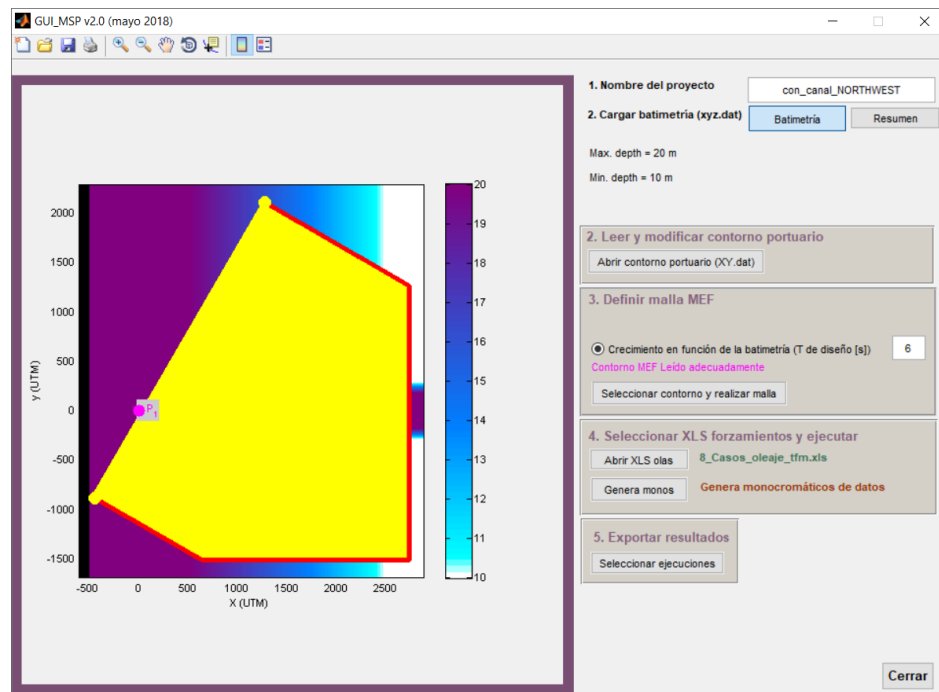 GUI_MSP v2.0 (mayo 2018)
1. Nombre del proyecto
con_canal_NORTHWEST
2. Cargar batimetría (xyz.dat)
Batimetría
Resumen
Max. depth = 20 m
Min. depth = 10 m
2. Leer y modificar contorno portuario
Abrir contorno portuario (XY.dat)
3. Definir malla MEF
Crecimiento en función de la batimetría (T de diseño [s])
6
Contorno MEF Leído adecuadamente
Seleccionar contorno y realizar malla
4. Seleccionar XLS forzamientos y ejecutar
Abrir XLS olas
8_Casos_oleaje_tfm.xls
Genera monos
Genera monocromáticos de datos
5. Exportar resultados
Seleccionar ejecuciones
Cerrar
y (UTM)
2000
1500
1000
500
0
-500
-1000
-1500
P1
-500 0 500 1000 1500 2000 2500
X (UTM)
20
19
18
17
16
15
14
13
12
11
10